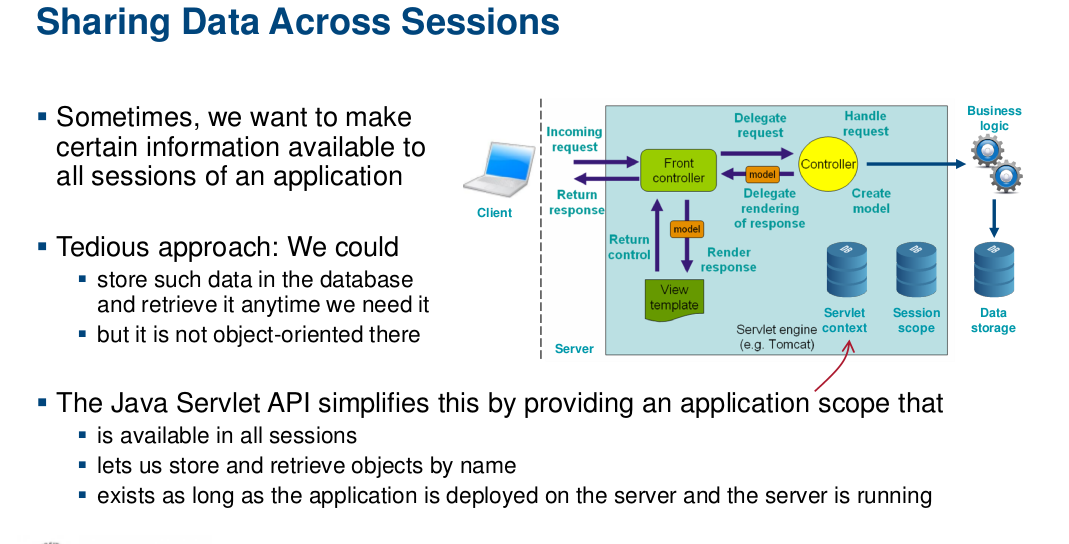 Sharing Data Across Sessions
▪ Sometimes, we want to make
certain information available to
all sessions of an application
▪ Tedious approach: We could
▪ store such data in the database
and retrieve it anytime we need it
▪ but it is not object-oriented there
Client
Incoming
request
Return
response
Server
Front
controller
Delegate
request
model
Delegate
rendering
of response
Handle
request
Controller
Create
model
Return
control
model
Render
response
View
template
Servlet engine
(e.g. Tomcat)
DB
Servlet
context
DB
Session
scope
Business
logic
DB
Data
storage
▪ The Java Servlet API simplifies this by providing an application scope that
▪ is available in all sessions
▪ lets us store and retrieve objects by name
▪ exists as long as the application is deployed on the server and the server is running